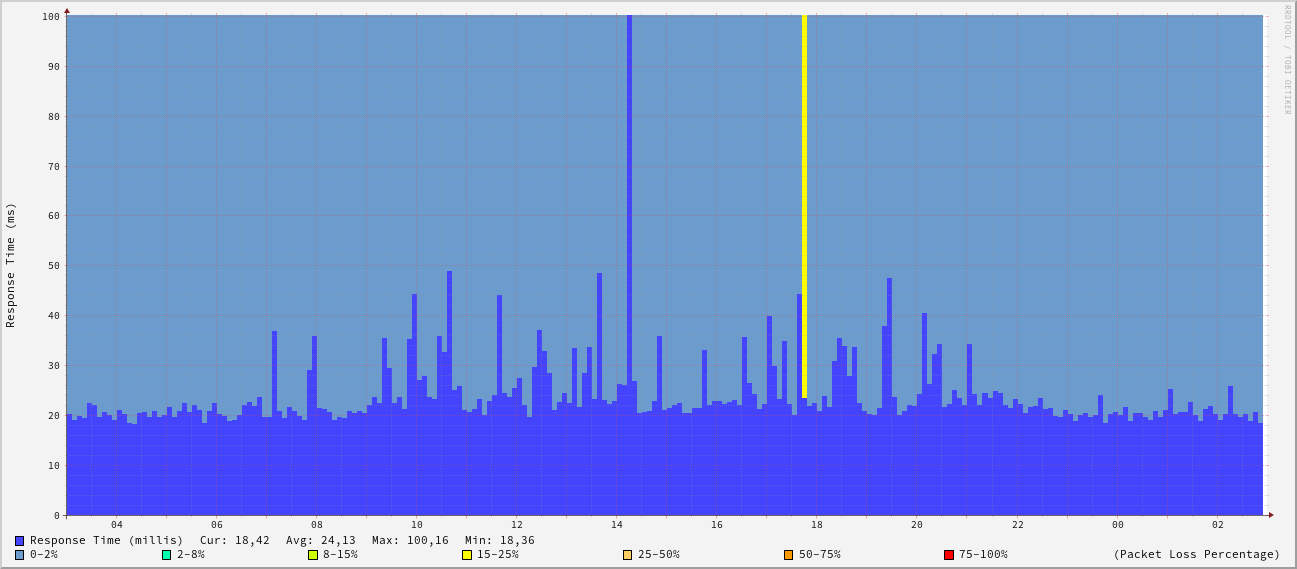 RRDTOOL / TOBI OETIKER
100
90
80
70
60
50
40
30
20
10
0
Response Time (ms)
04 06 08 10 12 14 16 18 20 22 00 02
Response Time (millis) Cur: 18,42 Avg: 24,13 Max: 100,16 Min: 18,36
0-2% 2-8% 8-15% 15-25% 25-50% 50-75% 75-100% (Packet Loss Percentage)